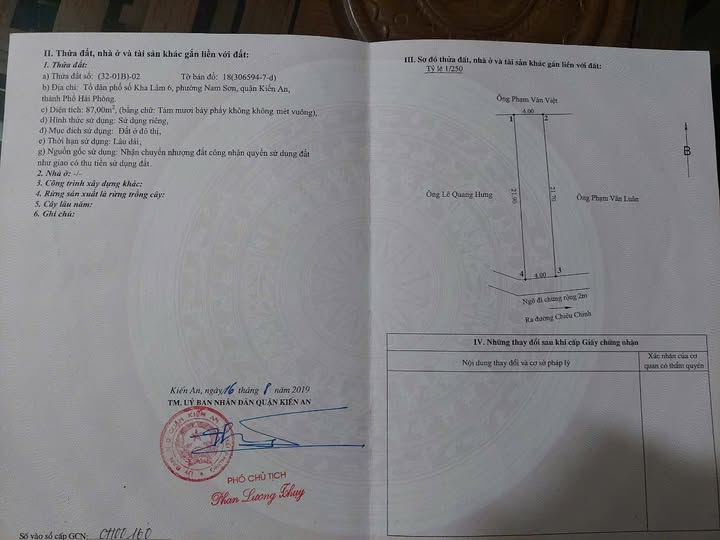 II. Thửa đất, nhà ở và tài sản khác gắn liền với đất:
1. Thửa đất:
a) Thửa đất số: (32-01B)-02 Tờ bản đồ: 18(306594-7-d)
b) Địa chỉ: Tổ dân phố số Kha Lâm 6, phường Nam Sơn, quận Kiến An,
thành Phố Hải Phòng.
c) Diện tích: 87,00m², (bằng chữ: Tám mươi bảy phẩy không không mét vuông),
d) Hình thức sử dụng: Sử dụng riêng,
đ) Mục đích sử dụng: Đất ở đô thị,
e) Thời hạn sử dụng: Lâu dài,
g) Nguồn gốc sử dụng: Nhận chuyển nhượng đất công nhận quyền sử dụng đất
như giao có thu tiền sử dụng đất.
2. Nhà ở: -/-
3. Công trình xây dựng khác:
4. Rừng sản xuất là rừng trồng cây:
5. Cây lâu năm:
6. Ghi chú:
Kiến An, ngày 16 tháng 8 năm 2019
TM. UỶ BAN NHÂN DÂN QUẬN KIẾN AN
PHÓ CHỦ TỊCH
Phan Lương Thuy
Số vào sổ cấp GCN: CH00160
III. Sơ đồ thửa đất, nhà ở và tài sản khác gắn liền với đất:
Tỷ lệ 1/250
Ông Phạm Văn Việt
4.00
1 2
B
Ông Lê Quang Hưng
21.90
21.70
Ông Phạm Văn Luân
4 4.00 3
Ngõ đi chung rộng 2m
Ra đường Chiêu Chinh
IV. Những thay đổi sau khi cấp Giấy chứng nhận
Nội dung thay đổi và cơ sở pháp lý
Xác nhận của cơ
quan có thẩm quyền